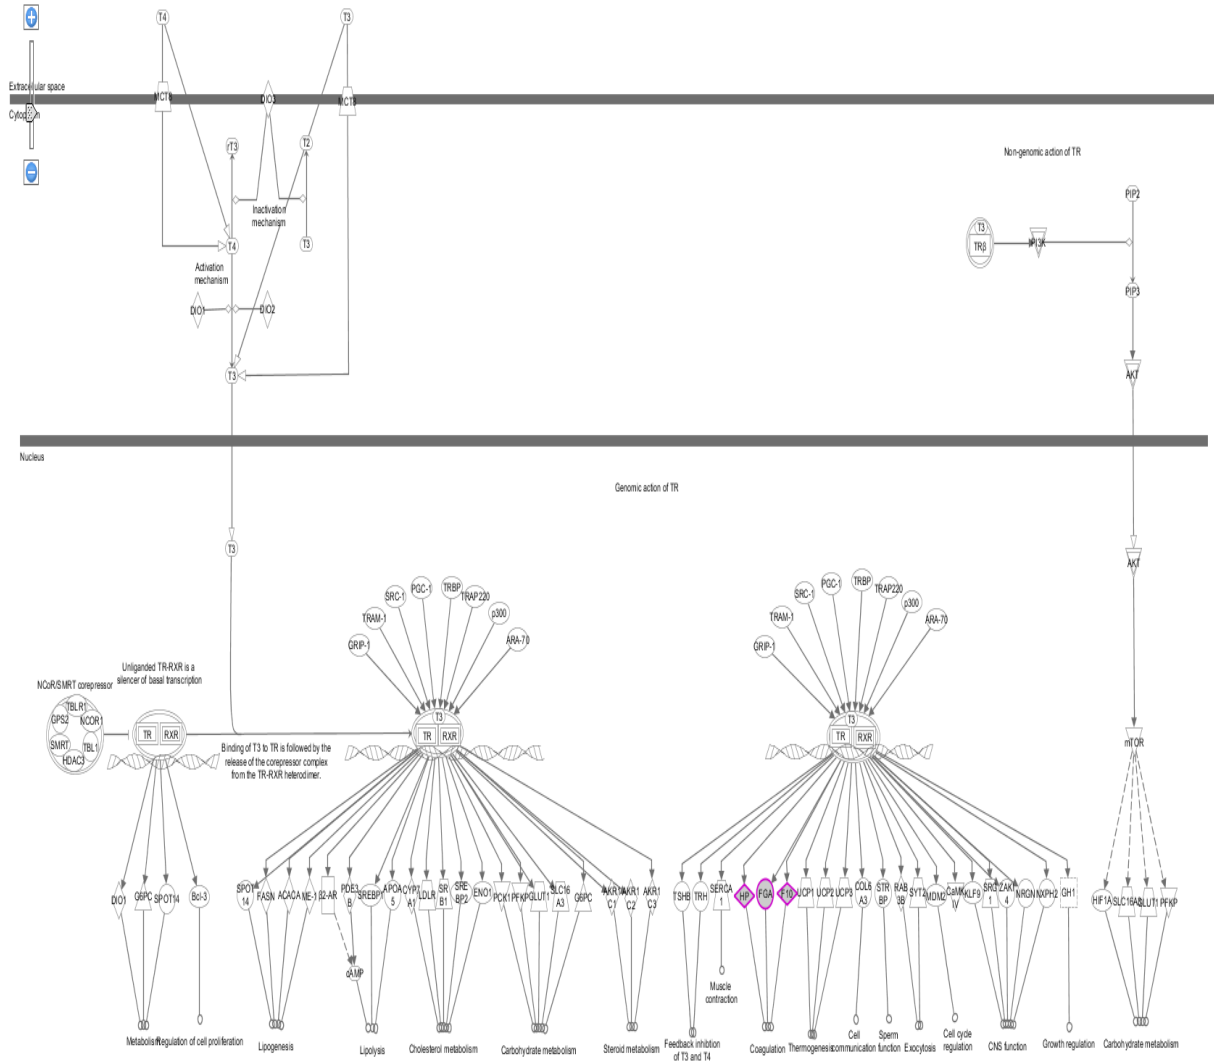 T4
T3
Extracellular space
MCT8
DIO3
MCT8
Cytoplasm
rT3
T2
Non-genomic action of TR
PIP2
Inactivation
mechanism
T3
TRβ
PI3K
T4
T3
Activation
mechanism
PIP3
DIO1
DIO2
T3
AKT
Nucleus
Genomic action of TR
T3
AKT
GRIP-1
TRAM-1
SRC-1
PGC-1
TRBP
TRAP220
p300
ARA-70
GRIP-1
TRAM-1
SRC-1
PGC-1
TRBP
TRAP220
p300
ARA-70
Unliganded TR-RXR is a
silencer of basal transcription
NCoR/SMRT corepressor
TBLR1
GPS2
NCOR1
SMRT
TBL1
HDAC3
TR
RXR
T3
TR
RXR
T3
TR
RXR
mTOR
Binding of T3 to TR is followed by the
release of the corepressor complex
from the TR-RXR heterodimer.
DIO1
G6PC
SPOT14
Bcl-3
SPOT
14
FASN
ACACA
ME-1
β2-AR
PDE3
B
SREBP1
APOA
5
CYP7
A1
LDLR
SR
B1
SRE
BP2
ENO1
PCK1
PFKP
GLUT1
SLC16
A3
G6PC
AKR1
C1
AKR1
C2
AKR1
C3
TSHB
TRH
SERCA
1
HP
FGA
F10
UCP1
UCP2
UCP3
COL6
A3
STR
BP
RAB
3B
SYT2
MDM2
CaMK
IV
KLF9
SRG
1
ZAKI
4
NRGN
NXPH2
GH1
HIF1A
SLC16A3
GLUT1
PFKP
cAMP
Muscle
contraction
Metabolism
Regulation of cell proliferation
Lipogenesis
Lipolysis
Cholesterol metabolism
Carbohydrate metabolism
Steroid metabolism
Feedback inhibition
of T3 and T4
Coagulation
Thermogenesis
Cell
communication
Sperm
function
Exocytosis
Cell cycle
regulation
CNS function
Growth regulation
Carbohydrate metabolism